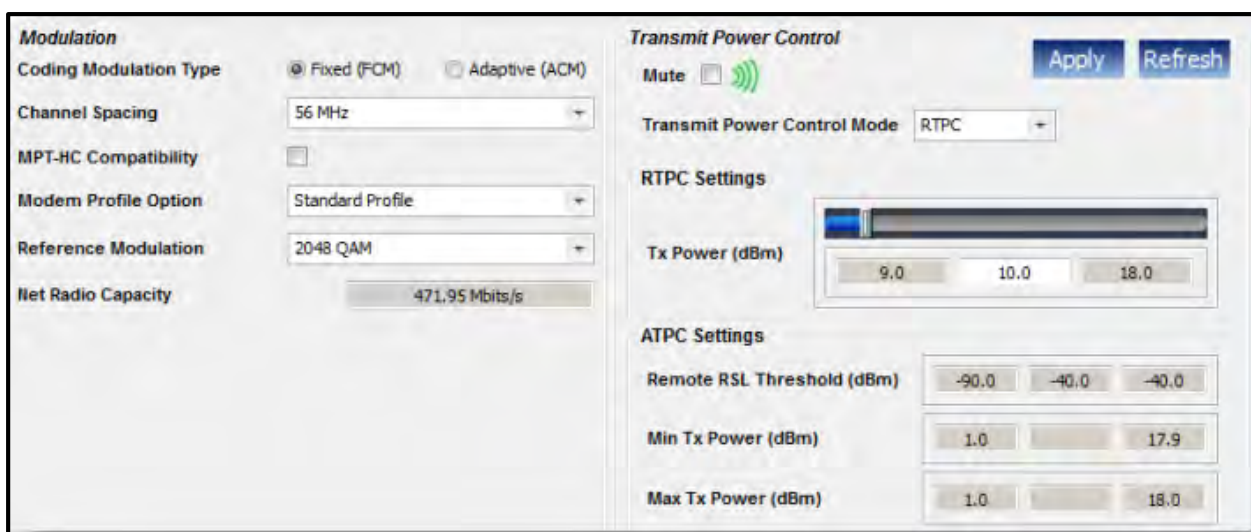 Modulation
Coding Modulation Type Fixed (FCM) Adaptive (ACM)
Channel Spacing 56 MHz
MPT-HC Compatibility
Modem Profile Option Standard Profile
Reference Modulation 2048 QAM
Net Radio Capacity 471.95 Mbits/s
Transmit Power Control
Apply Refresh
Mute
Transmit Power Control Mode RTPC
RTPC Settings
Tx Power (dBm)
9.0 10.0 18.0
ATPC Settings
Remote RSL Threshold (dBm) -90.0 -40.0 -40.0
Min Tx Power (dBm) 1.0 17.9
Max Tx Power (dBm) 1.0 18.0